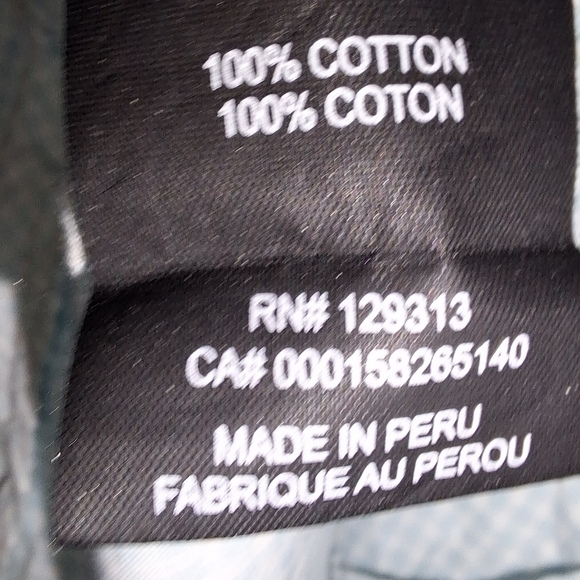 100% COTTON
100% COTON
RN# 129313
CA# 000158265140
MADE IN PERU
FABRIQUE AU PEROU